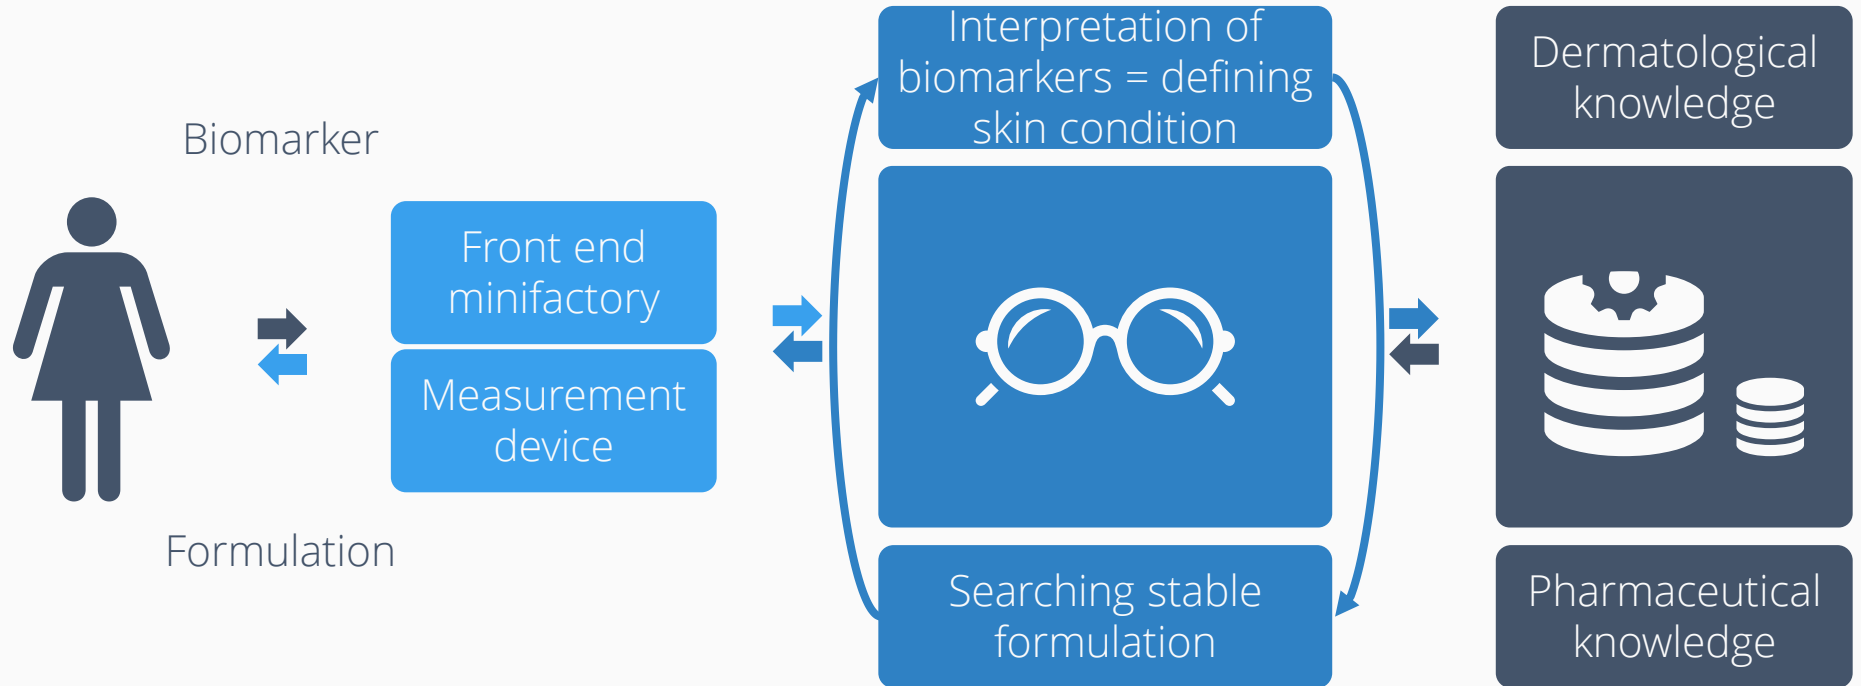 Biomarker
Formulation
Front end
minifactory
Measurement
device
Interpretation of
biomarkers = defining
skin condition
Searching stable
formulation
Dermatological
knowledge
Pharmaceutical
knowledge